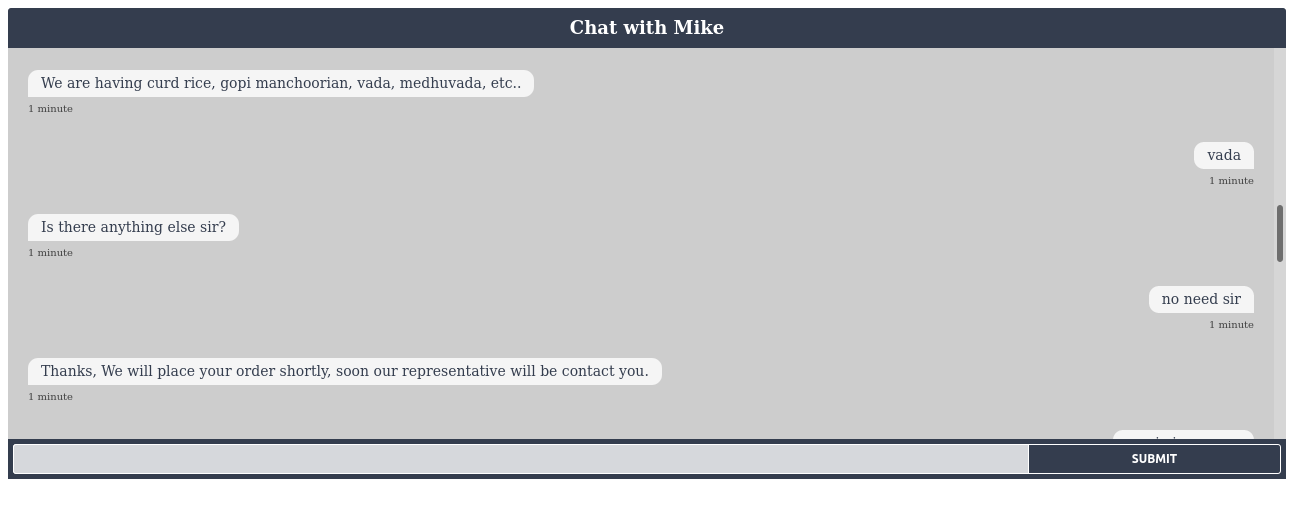 Chat with Mike
We are having curd rice, gopi manchoorian, vada, medhuvada, etc..
1 minute
vada
1 minute
Is there anything else sir?
1 minute
no need sir
1 minute
Thanks, We will place your order shortly, soon our representative will be contact you.
1 minute
SUBMIT